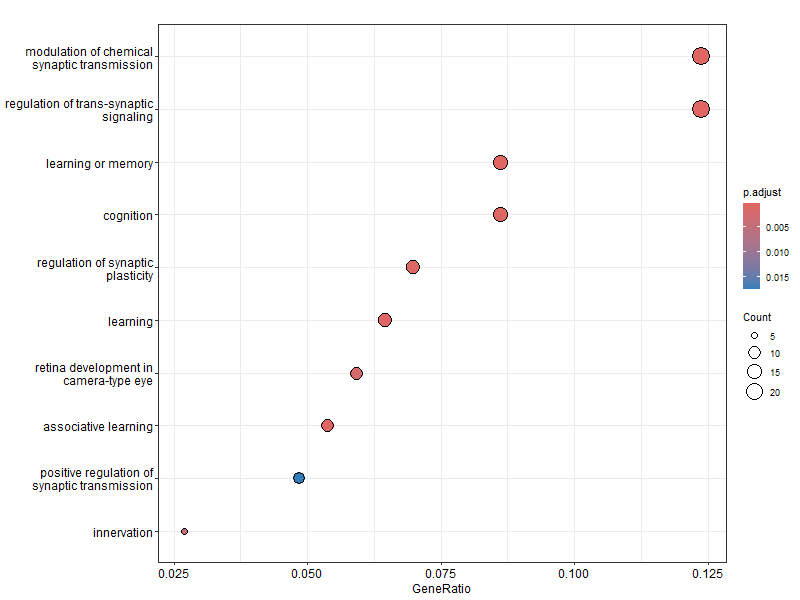 modulation of chemical
synaptic transmission
regulation of trans-synaptic
signaling
learning or memory
cognition
regulation of synaptic
plasticity
learning
retina development in
camera-type eye
associative learning
positive regulation of
synaptic transmission
innervation
0.025
0.050
0.075
0.100
0.125
GeneRatio
p.adjust
0.005
0.010
0.015
Count
5
10
15
20